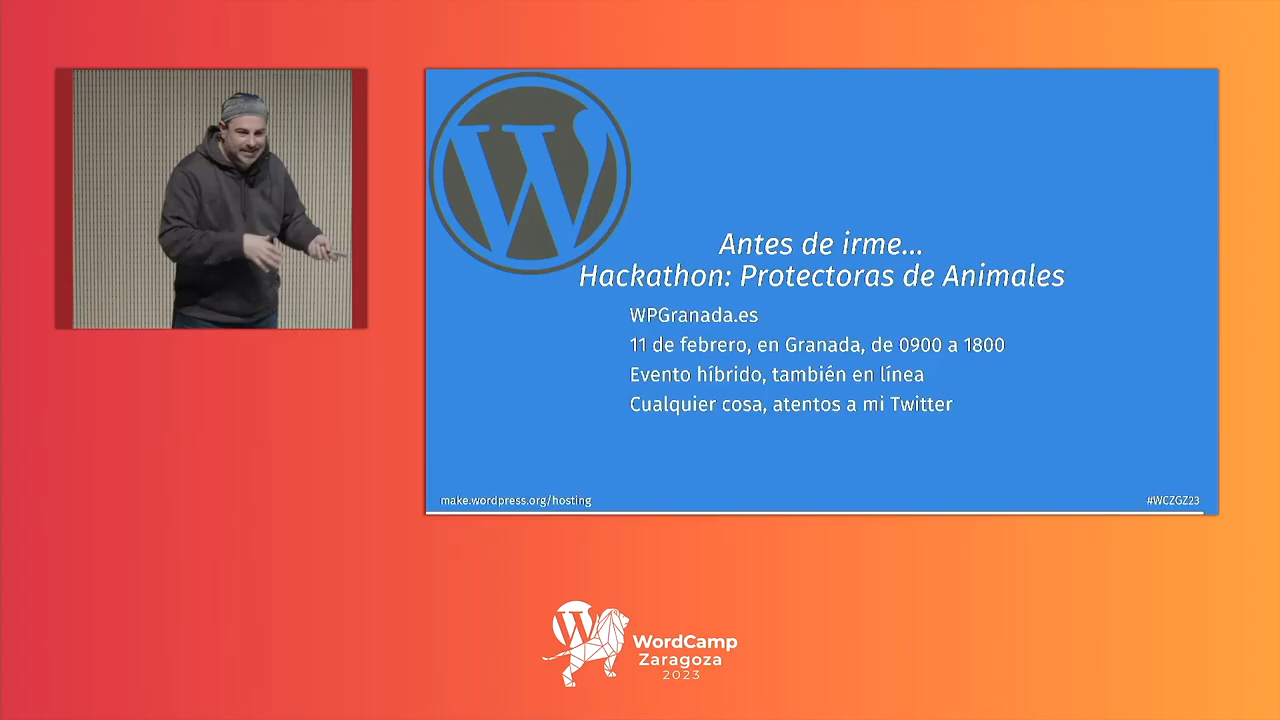 Antes de irme...
Hackathon: Protectoras de Animales
WPGranada.es
11 de febrero, en Granada, de 0900 a 1800
Evento híbrido, también en línea
Cualquier cosa, atentos a mi Twitter
make.wordpress.org/hosting
#WCZGZ23
WordCamp
Zaragoza
2023